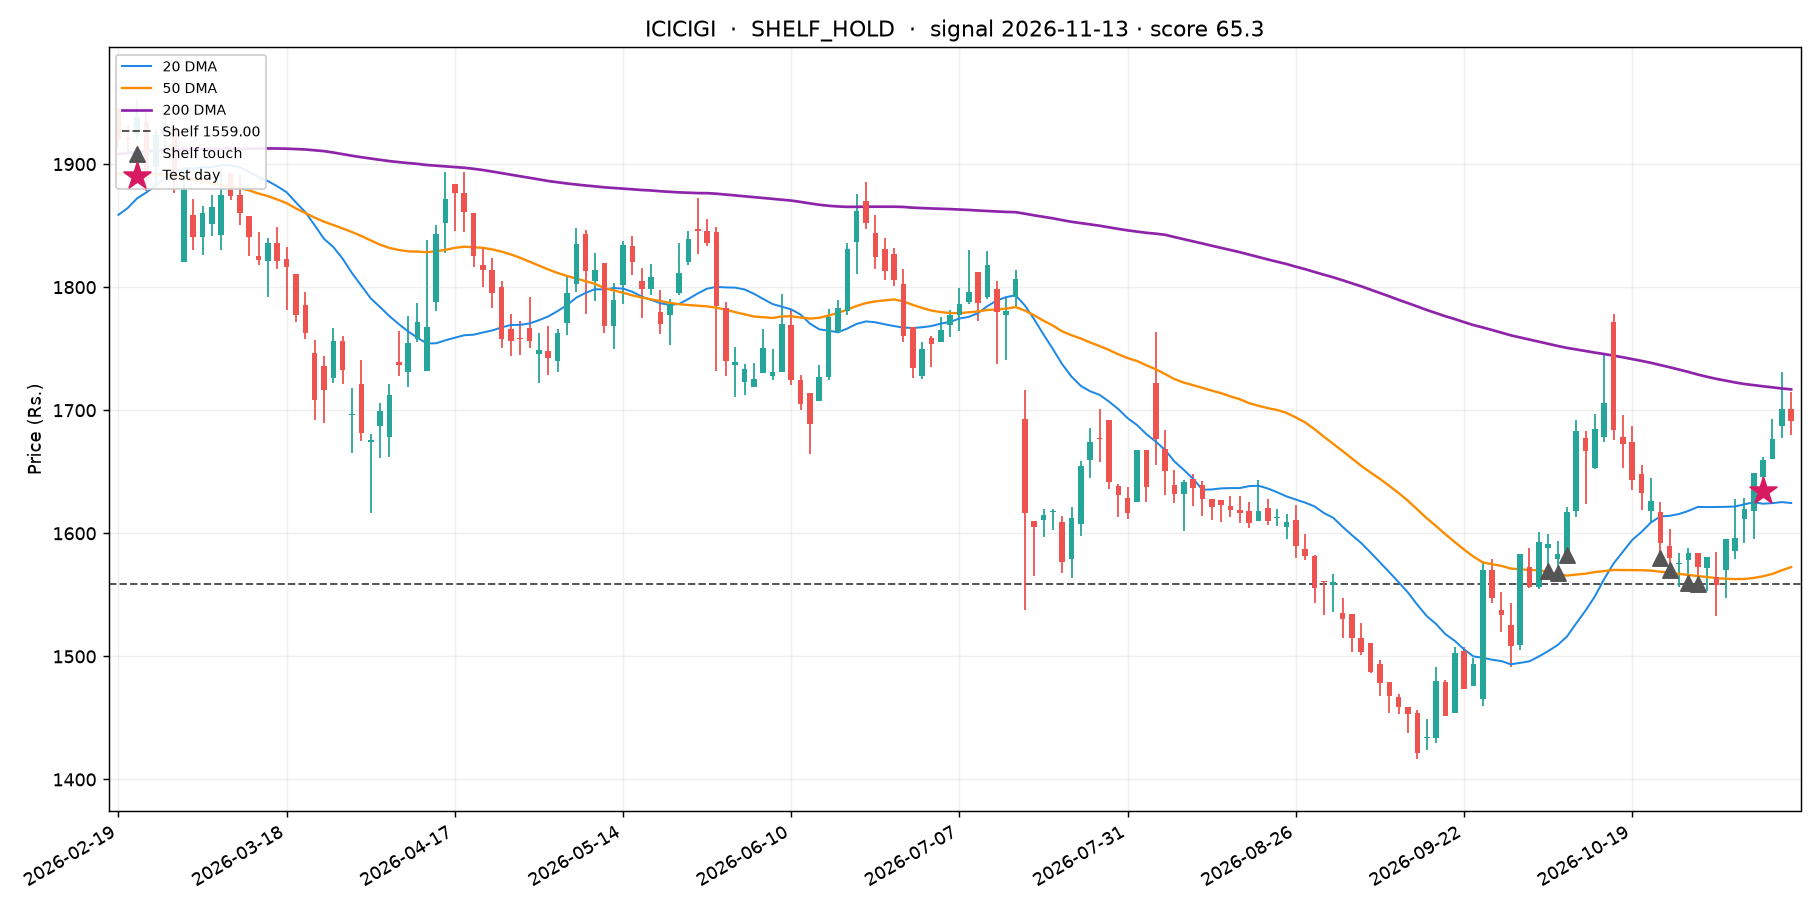 ICICIGI · SHELF_HOLD · signal 2026-11-13 · score 65.3
20 DMA
50 DMA
200 DMA
Shelf 1559.00
Shelf touch
Test day
Price (Rs.)
1900
1800
1700
1600
1500
1400
2026-02-19
2026-03-18
2026-04-17
2026-05-14
2026-06-10
2026-07-07
2026-07-31
2026-08-26
2026-09-22
2026-10-19